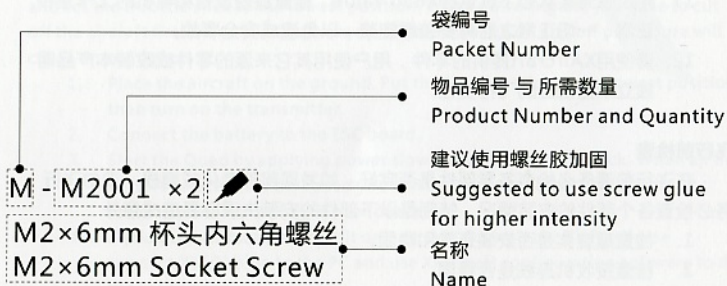 袋编号
Packet Number
物品编号 与 所需数量
Product Number and Quantity
建议使用螺丝胶加固
Suggested to use screw glue
for higher intensity
M - M2001 ×2
M2×6mm 杯头内六角螺丝
M2×6mm Socket Screw
名称
Name